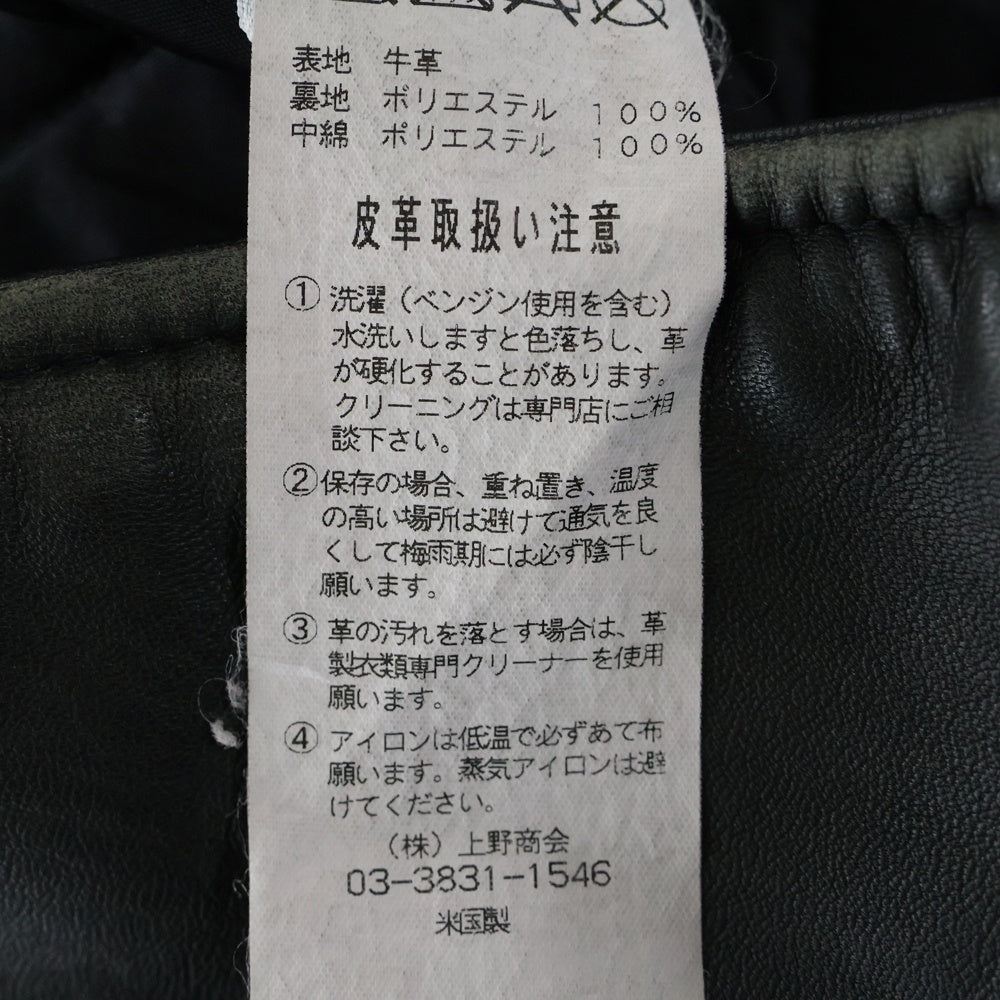 表地 牛革
裏地 ポリエステル 100%
中綿 ポリエステル 100%
皮革取扱い注意
① 洗濯(ベンジン使用を含む)
水洗いしますと色落ちし、革
が硬化することがあります。
クリーニングは専門店にご相
談下さい。
② 保存の場合、重ね置き、温度
の高い場所は避けて通気を良
くして梅雨期には必ず陰干し
願います。
③ 革の汚れを落とす場合は、革
製衣類専門クリーナーを使用
願います。
④ アイロンは低温で必ずあて布
願います。蒸気アイロンは避
けてください。
(株)上野商会
03-3831-1546
米国製